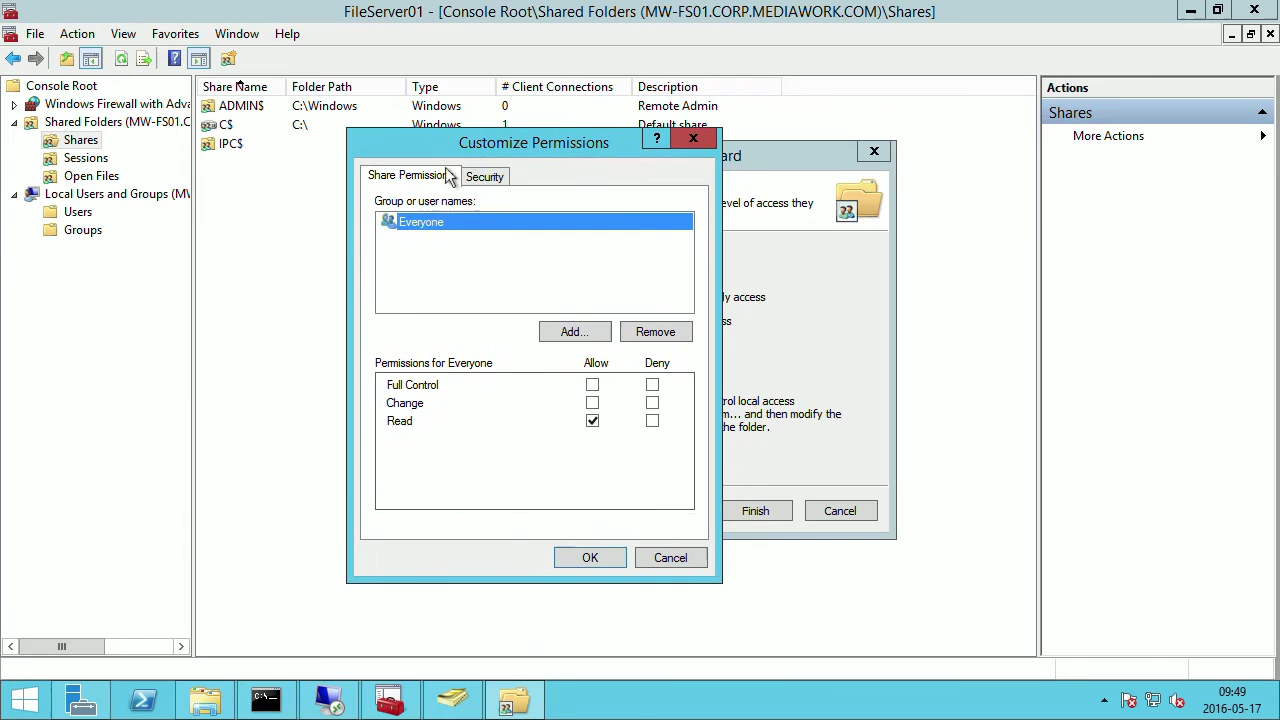 FileServer01 - [Console Root\Shared Folders (MW-FS01.CORP.MEDIAWORK.COM)\Shares]
File Action View Favorites Window Help
Console Root
Windows Firewall with Adva
Shared Folders (MW-FS01.C
Shares
Sessions
Open Files
Local Users and Groups (MW
Users
Groups
Share Name Folder Path Type # Client Connections Description
ADMIN$ C:\Windows Windows 0 Remote Admin
C$ C:\ Windows 1 Default share
IPC$
Actions
Shares
More Actions
ard
evel of access they
ly access
ss
rol local access
m... and then modify the
the folder.
Finish Cancel
Customize Permissions
Share Permission Security
Group or user names:
Everyone
Add... Remove
Permissions for Everyone Allow Deny
Full Control
Change
Read
OK Cancel
09:49
2016-05-17